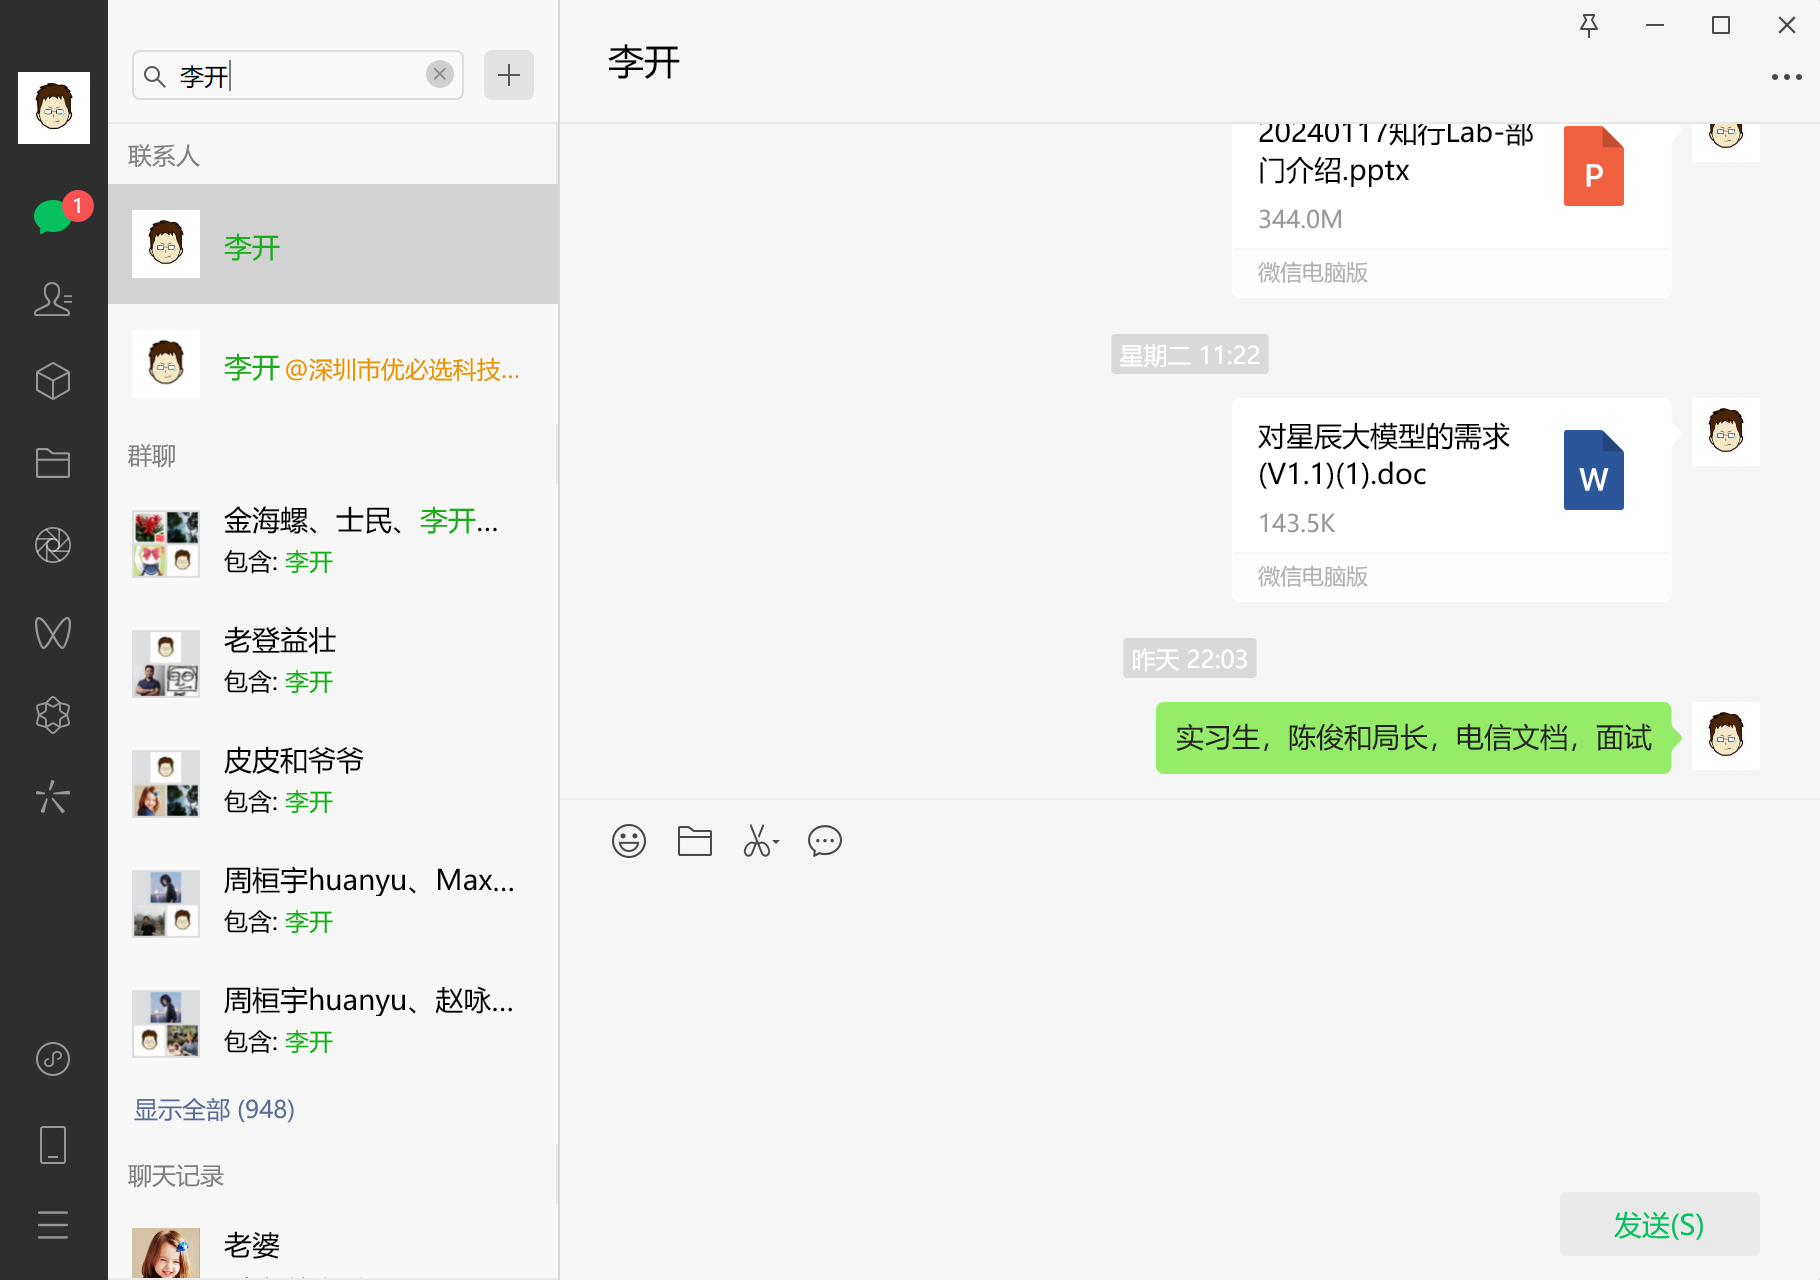 李开
联系人
李开
李开 @深圳市优必选科技...
群聊
金海螺、士民、李开...
包含: 李开
老登益壮
包含: 李开
皮皮和爷爷
包含: 李开
周桓宇huanyu、Max...
包含: 李开
周桓宇huanyu、赵咏...
包含: 李开
显示全部 (948)
聊天记录
老婆
1
李开
20240117知行Lab-部
门介绍.pptx
P
344.0M
微信电脑版
星期二 11:22
对星辰大模型的需求
(V1.1)(1).doc
W
143.5K
微信电脑版
昨天 22:03
实习生，陈俊和局长，电信文档，面试
发送(S)